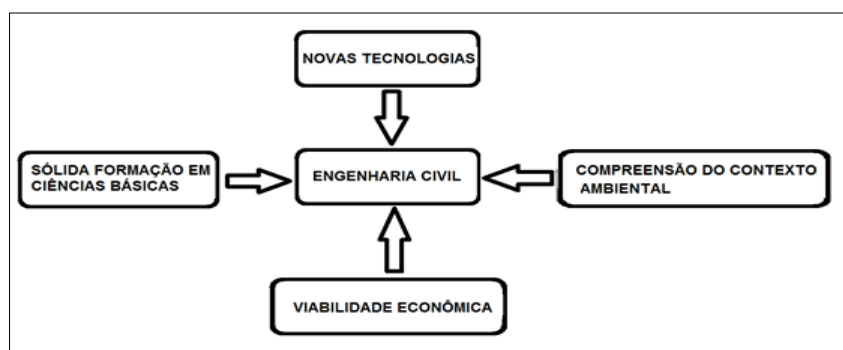 NOVAS TECNOLOGIAS
SÓLIDA FORMAÇÃO EM
CIÊNCIAS BÁSICAS
ENGENHARIA CIVIL
COMPREENSÃO DO CONTEXTO
AMBIENTAL
VIABILIDADE ECONÔMICA